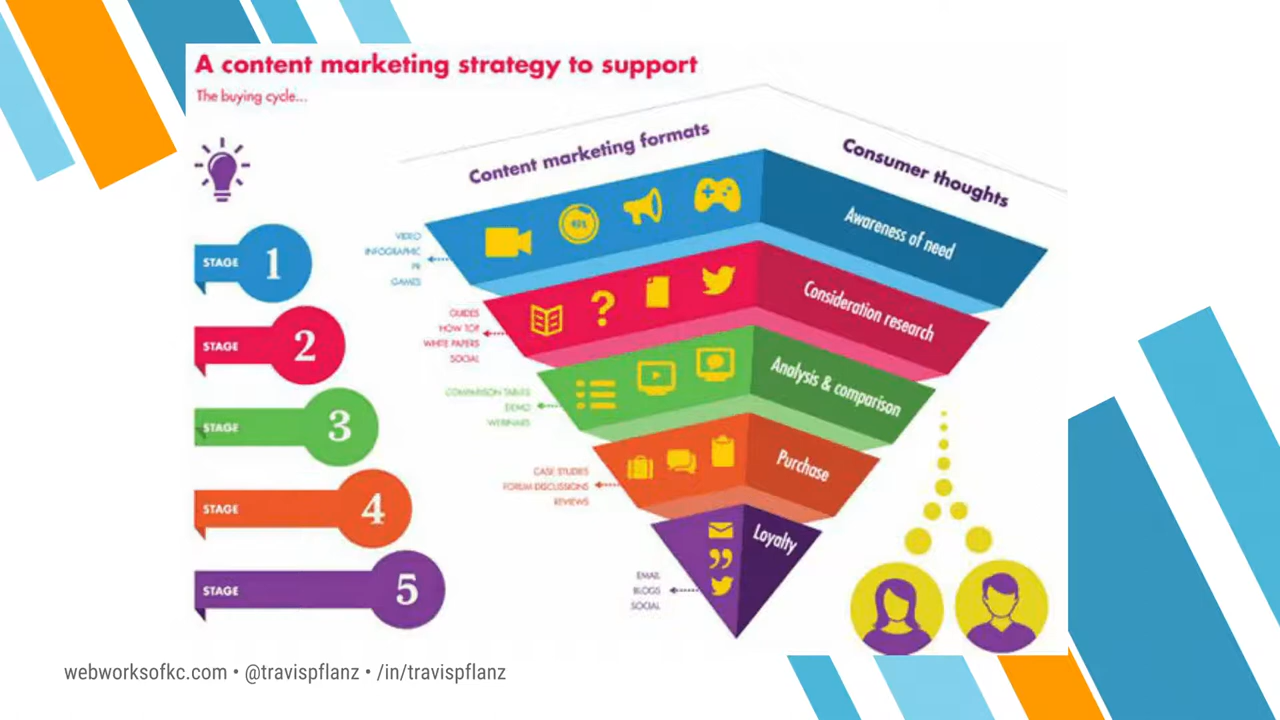 A content marketing strategy to support
The buying cycle...
Content marketing formats
Consumer thoughts
STAGE 1
VIDEO
INFOGRAPHIC
PR
GAMES
Awareness of need
STAGE 2
GUIDES
HOW TO?
WHITE PAPERS
SOCIAL
Consideration research
STAGE 3
COMPARISON TABLES
DEMO
WEBINARS
Analysis & comparison
STAGE 4
CASE STUDIES
FORUM DISCUSSIONS
REVIEWS
Purchase
STAGE 5
EMAIL
BLOGS
SOCIAL
Loyalty
webworksofkc.com • @travispflanz • /in/travispflanz